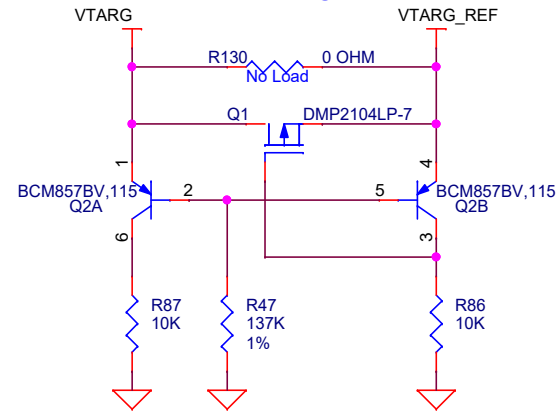 VTARG
VTARG_REF
R130
0 OHM
No Load
Q1
DMP2104LP-7
1
4
BCM857BV,115
Q2A
2
5
BCM857BV,115
Q2B
6
3
R87
10K
R47
137K
1%
R86
10K